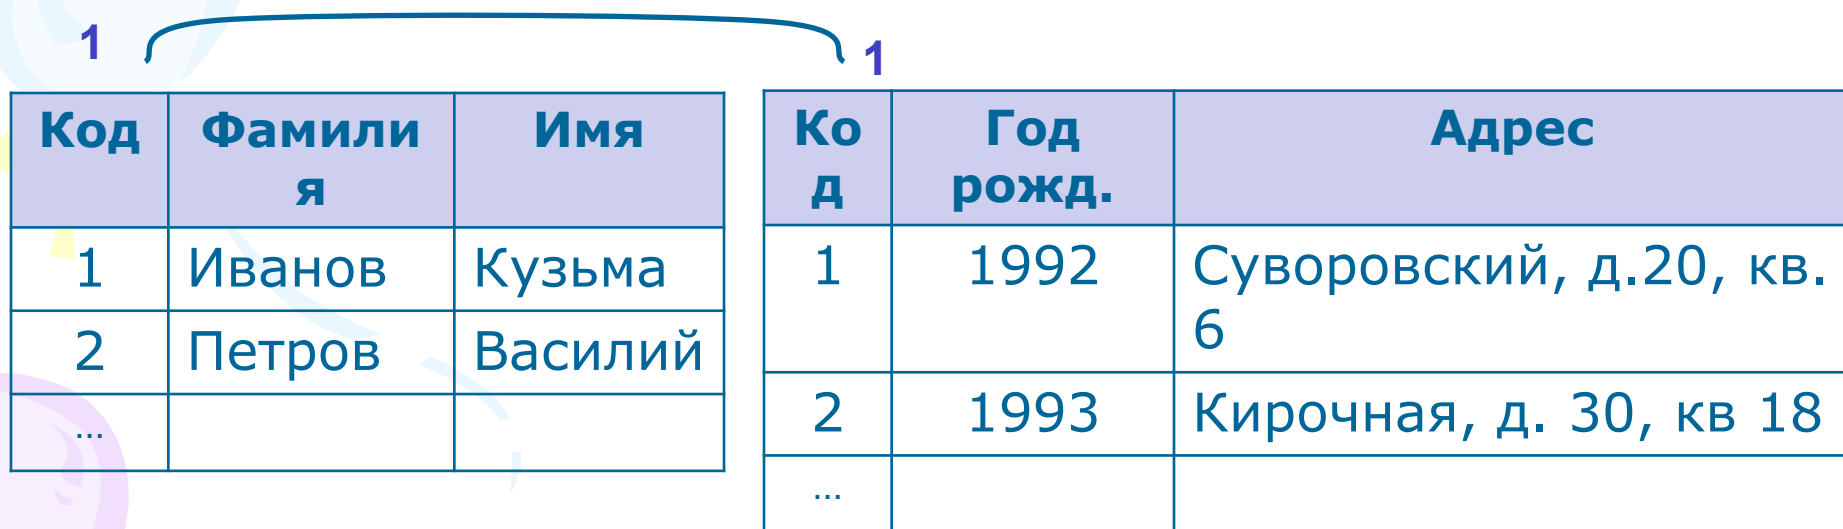 1
1
Код
Фамили
я
Имя
1
Иванов
Кузьма
2
Петров
Василий
...
Ко
д
Год
рожд.
Адрес
1
1992
Суворовский, д.20, кв.
6
2
1993
Кирочная, д. 30, кв 18
...